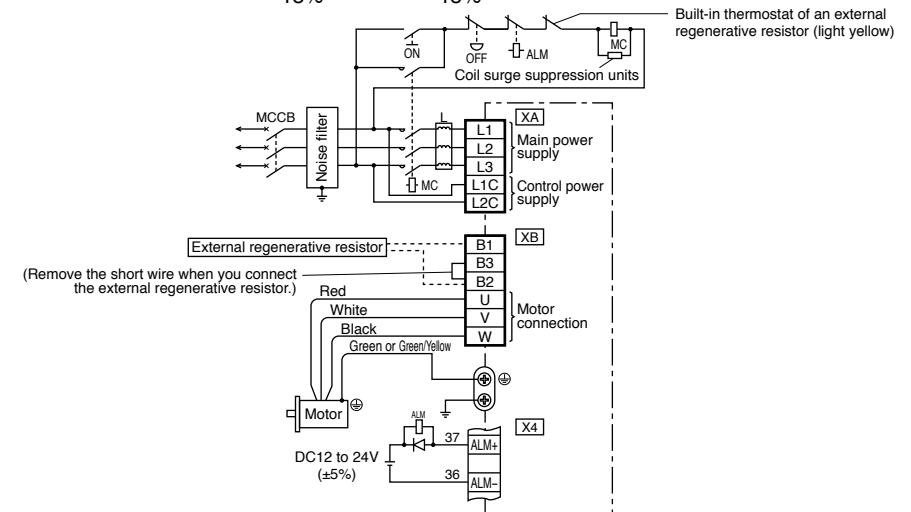 Built-in thermostat of an external
regenerative resistor (light yellow)
ON
OFF
ALM
MC
Coil surge suppression units
MCCB
Noise filter
L
MC
XA
L1
L2
L3
L1C
L2C
Main power
supply
Control power
supply
External regenerative resistor
(Remove the short wire when you connect
the external regenerative resistor.)
XB
B1
B3
B2
U
V
W
Motor
connection
Red
White
Black
Green or Green/Yellow
Motor
ALM
DC12 to 24V
(±5%)
37
36
X4
ALM+
ALM−